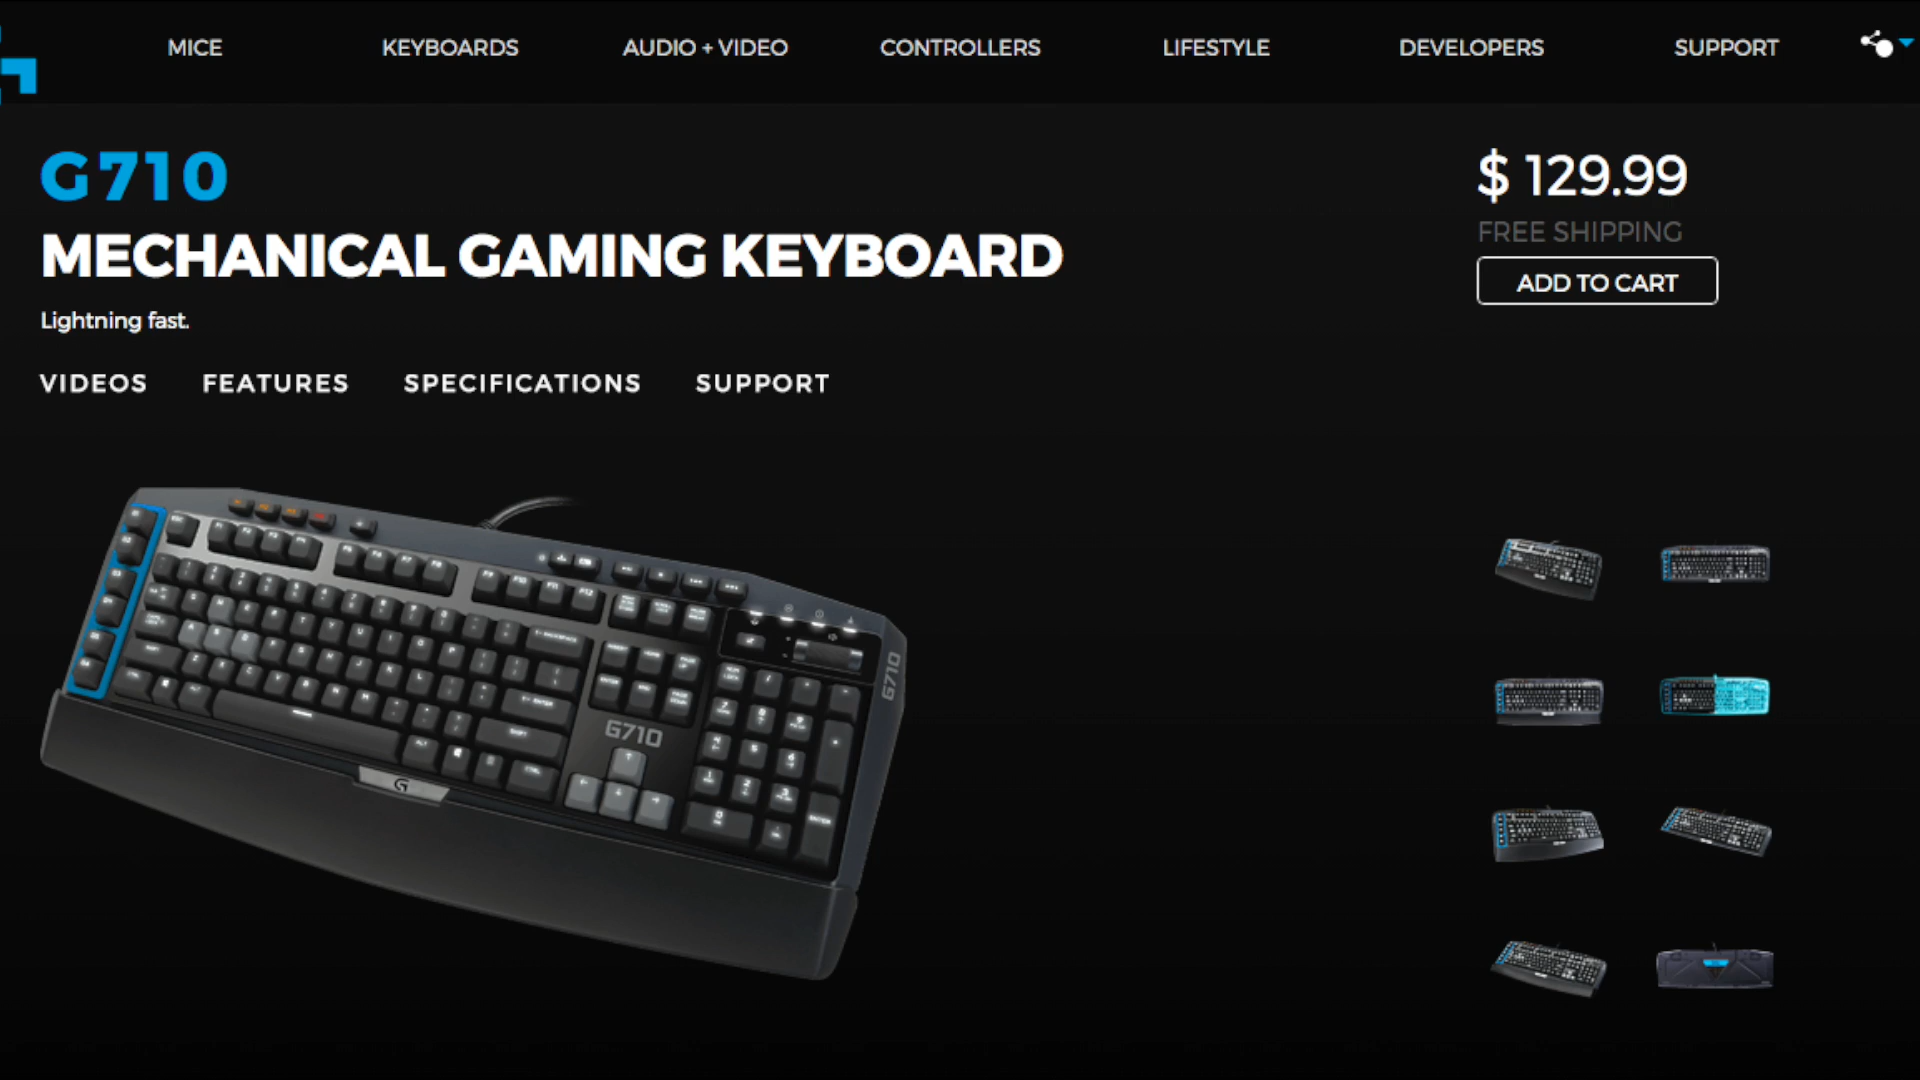 MICE KEYBOARDS AUDIO + VIDEO CONTROLLERS LIFESTYLE DEVELOPERS SUPPORT
G710
MECHANICAL GAMING KEYBOARD
Lightning fast.
$ 129.99
FREE SHIPPING
ADD TO CART
VIDEOS FEATURES SPECIFICATIONS SUPPORT
G710
G710